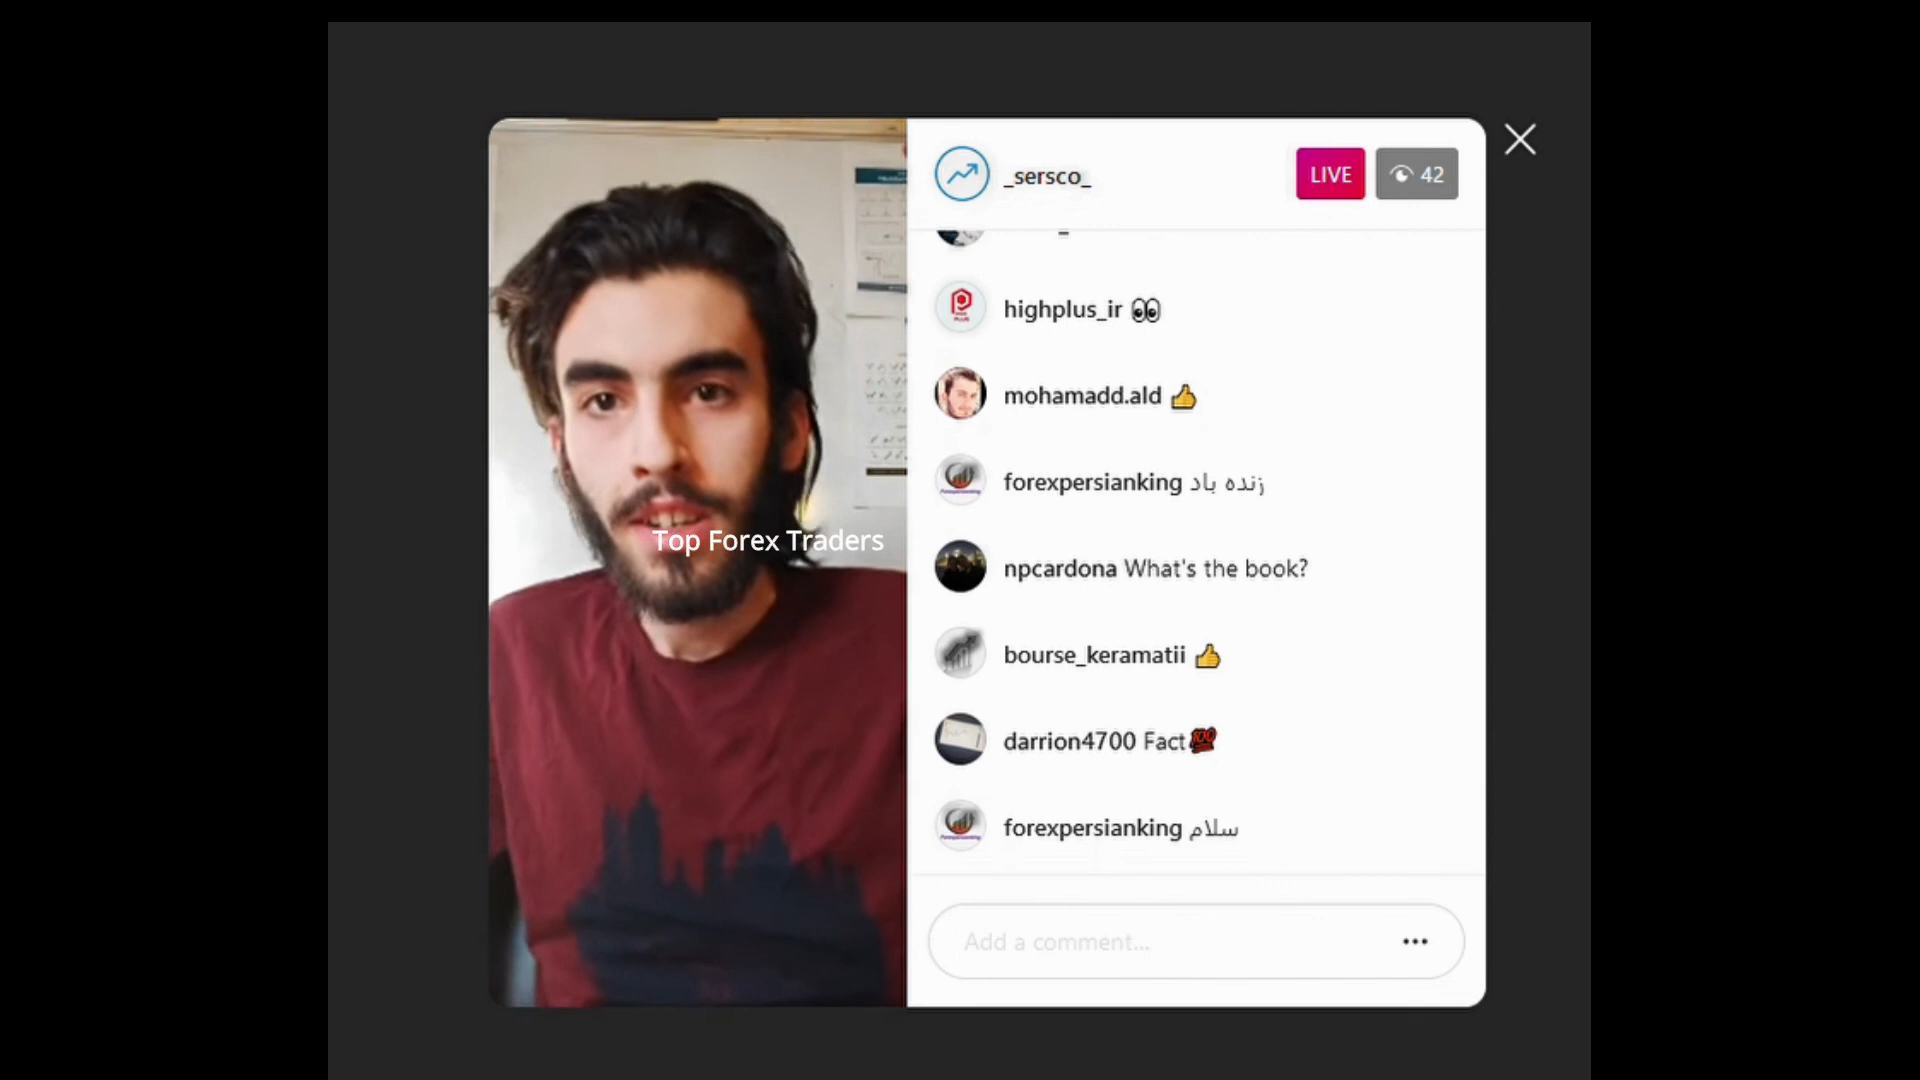 _sersco_
LIVE 42
highplus_ir 👀
mohamadd.ald 👍
forexpersianking زنده باد
Top Forex Traders
npcardona What's the book?
bourse_keramatii 👍
darrion4700 Fact💯
forexpersianking سلام
Add a comment...